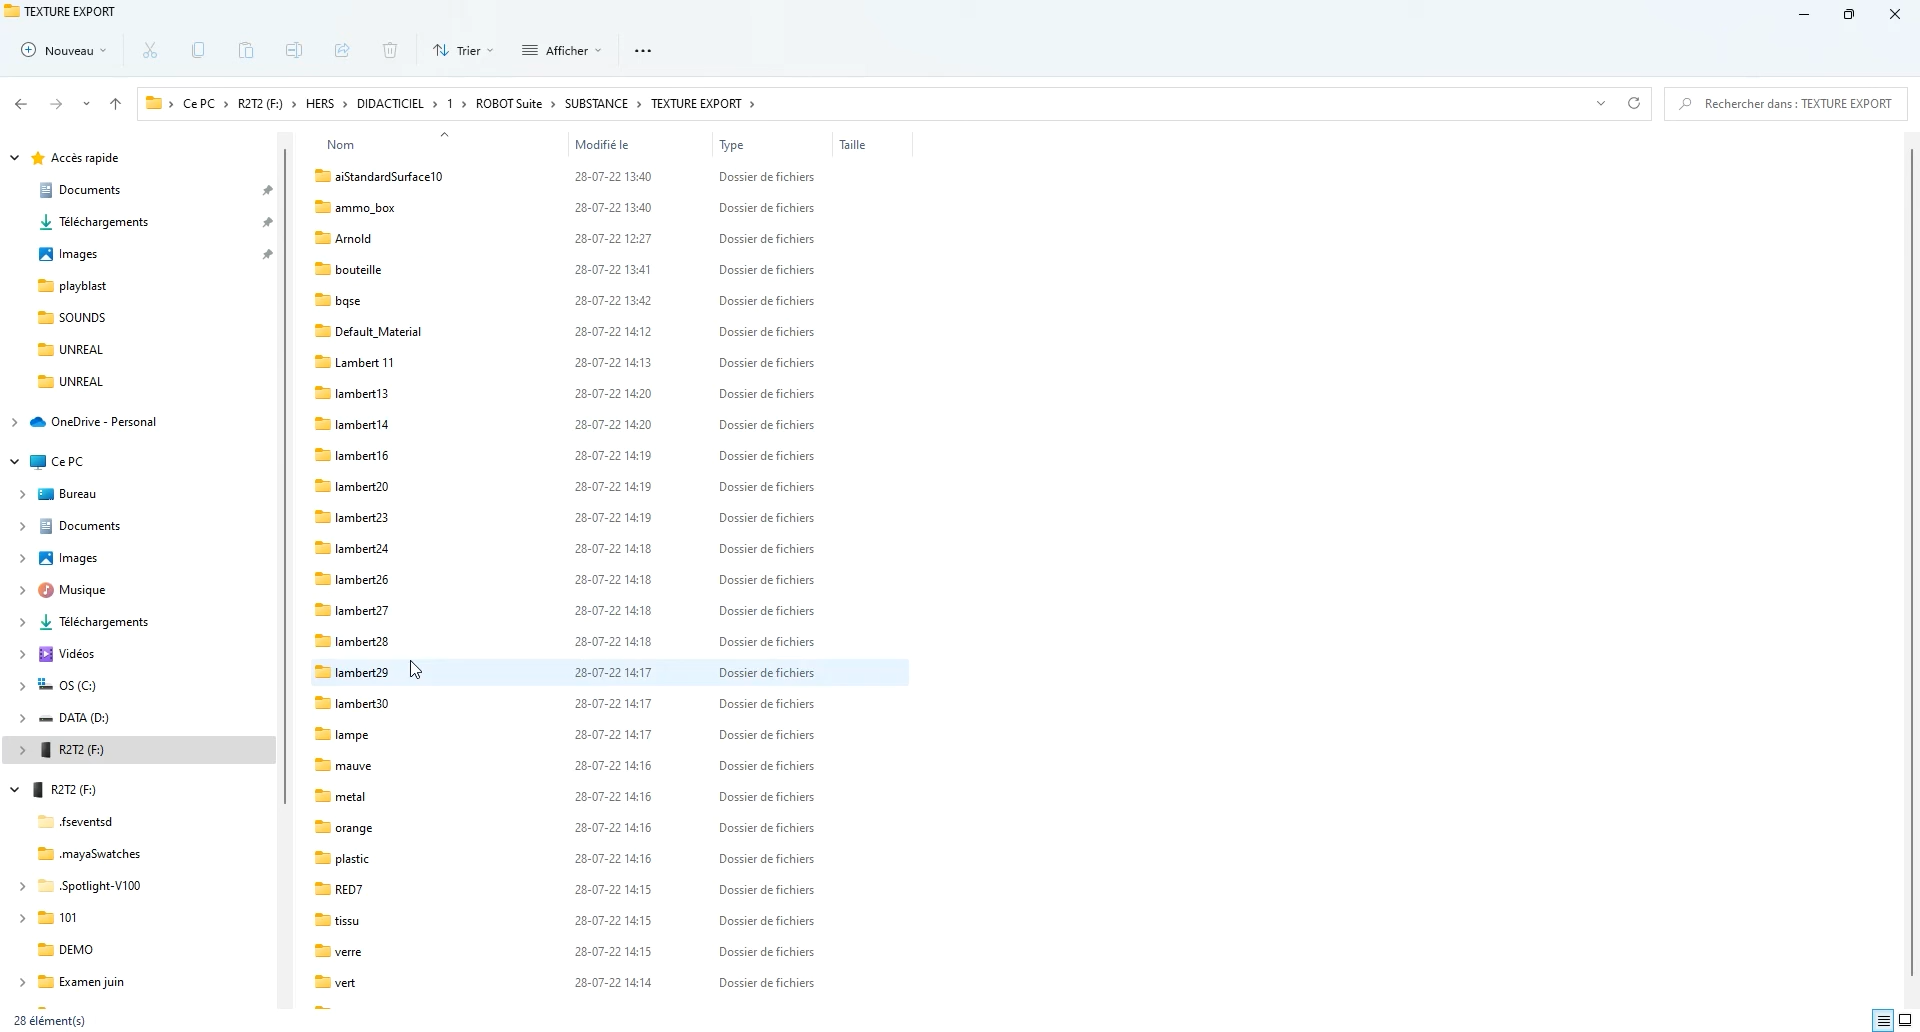 TEXTURE EXPORT
Nouveau Trier Afficher
Ce PC > R2T2 (F:) > HERS > DIDACTICIEL > 1 > ROBOT Suite > SUBSTANCE > TEXTURE EXPORT >
Rechercher dans : TEXTURE EXPORT
Accès rapide
Documents
Téléchargements
Images
playblast
SOUNDS
UNREAL
UNREAL
OneDrive - Personal
Ce PC
Bureau
Documents
Images
Musique
Téléchargements
Vidéos
OS (C:)
DATA (D:)
R2T2 (F:)
R2T2 (F:)
.fseventsd
.mayaSwatches
.Spotlight-V100
101
DEMO
Examen juin
Nom Modifié le Type Taille
aiStandardSurface10 28-07-22 13:40 Dossier de fichiers
ammo_box 28-07-22 13:40 Dossier de fichiers
Arnold 28-07-22 12:27 Dossier de fichiers
bouteille 28-07-22 13:41 Dossier de fichiers
bqse 28-07-22 13:42 Dossier de fichiers
Default_Material 28-07-22 14:12 Dossier de fichiers
Lambert 11 28-07-22 14:13 Dossier de fichiers
lambert13 28-07-22 14:20 Dossier de fichiers
lambert14 28-07-22 14:20 Dossier de fichiers
lambert16 28-07-22 14:19 Dossier de fichiers
lambert20 28-07-22 14:19 Dossier de fichiers
lambert23 28-07-22 14:19 Dossier de fichiers
lambert24 28-07-22 14:18 Dossier de fichiers
lambert26 28-07-22 14:18 Dossier de fichiers
lambert27 28-07-22 14:18 Dossier de fichiers
lambert28 28-07-22 14:18 Dossier de fichiers
lambert29 28-07-22 14:17 Dossier de fichiers
lambert30 28-07-22 14:17 Dossier de fichiers
lampe 28-07-22 14:17 Dossier de fichiers
mauve 28-07-22 14:16 Dossier de fichiers
metal 28-07-22 14:16 Dossier de fichiers
orange 28-07-22 14:16 Dossier de fichiers
plastic 28-07-22 14:16 Dossier de fichiers
RED7 28-07-22 14:15 Dossier de fichiers
tissu 28-07-22 14:15 Dossier de fichiers
verre 28-07-22 14:15 Dossier de fichiers
vert 28-07-22 14:14 Dossier de fichiers
28 élément(s)